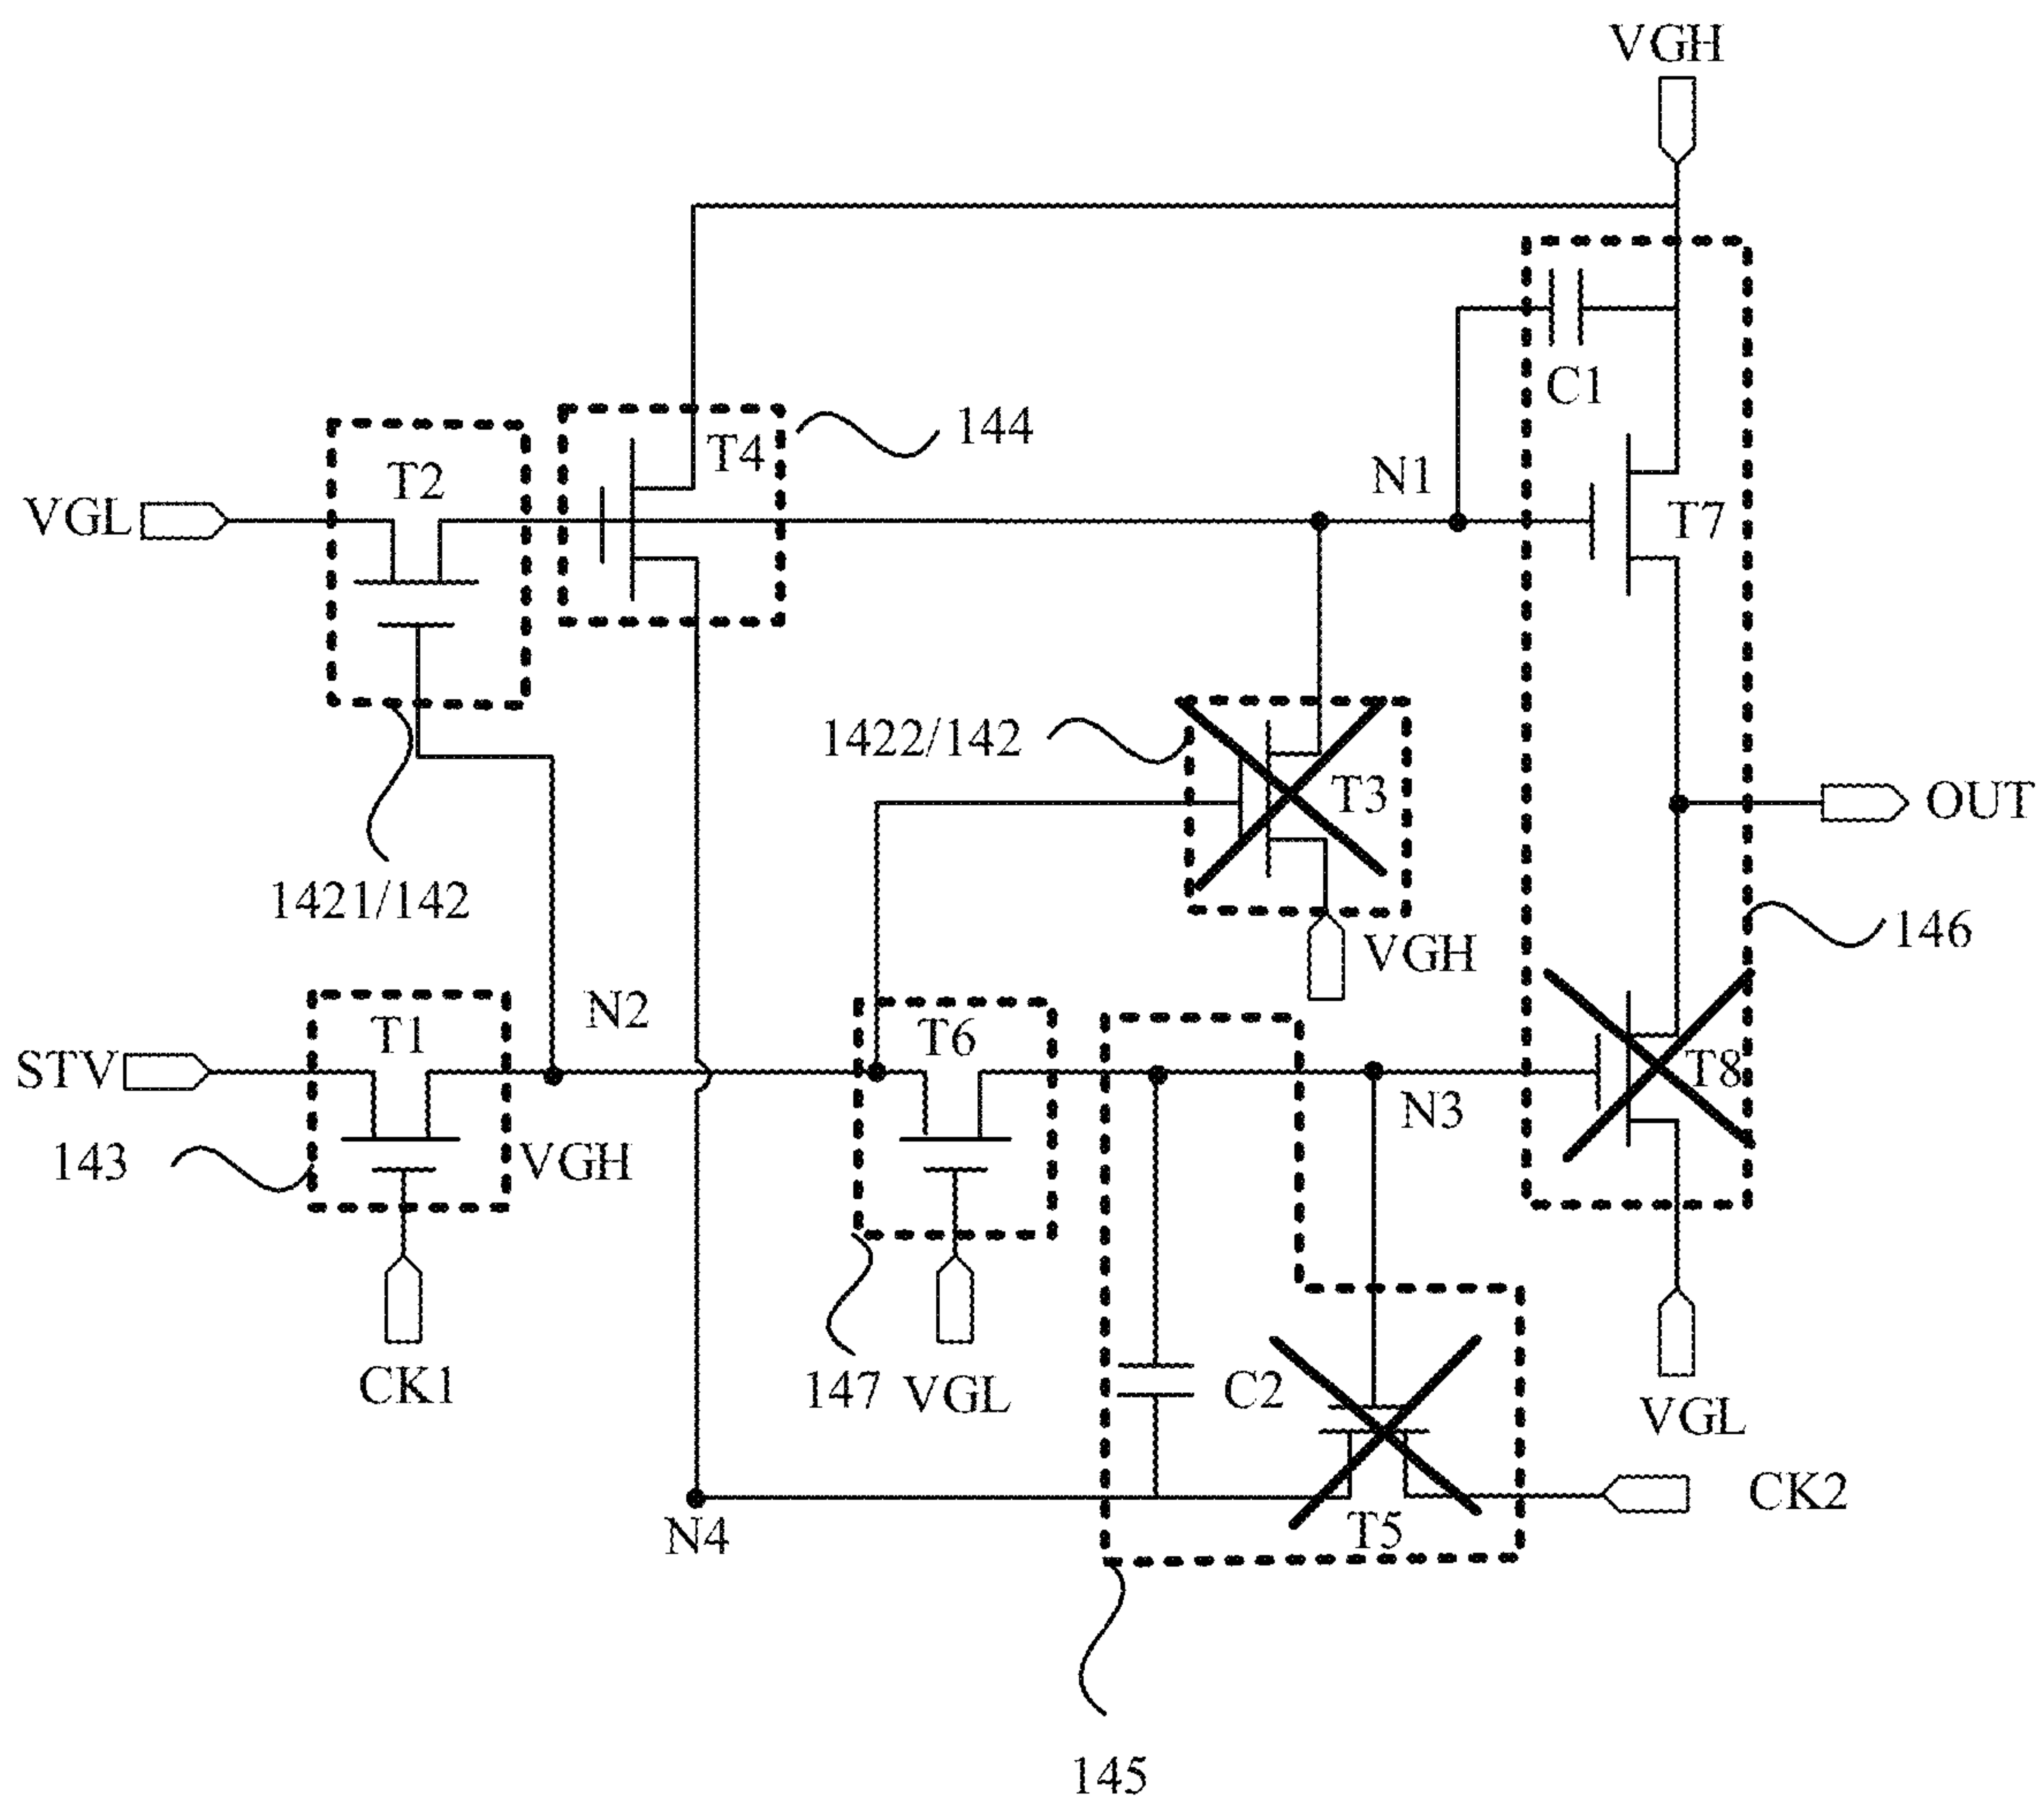 VGH
C1
T4
144
T2
N1
VGL
T7
1422/142
T3
OUT
1421/142
146
VGH
N2
T1
T6
STV
T8
N3
143
VGH
CK1
147
VGL
C2
VGL
CK2
N4
T5
145